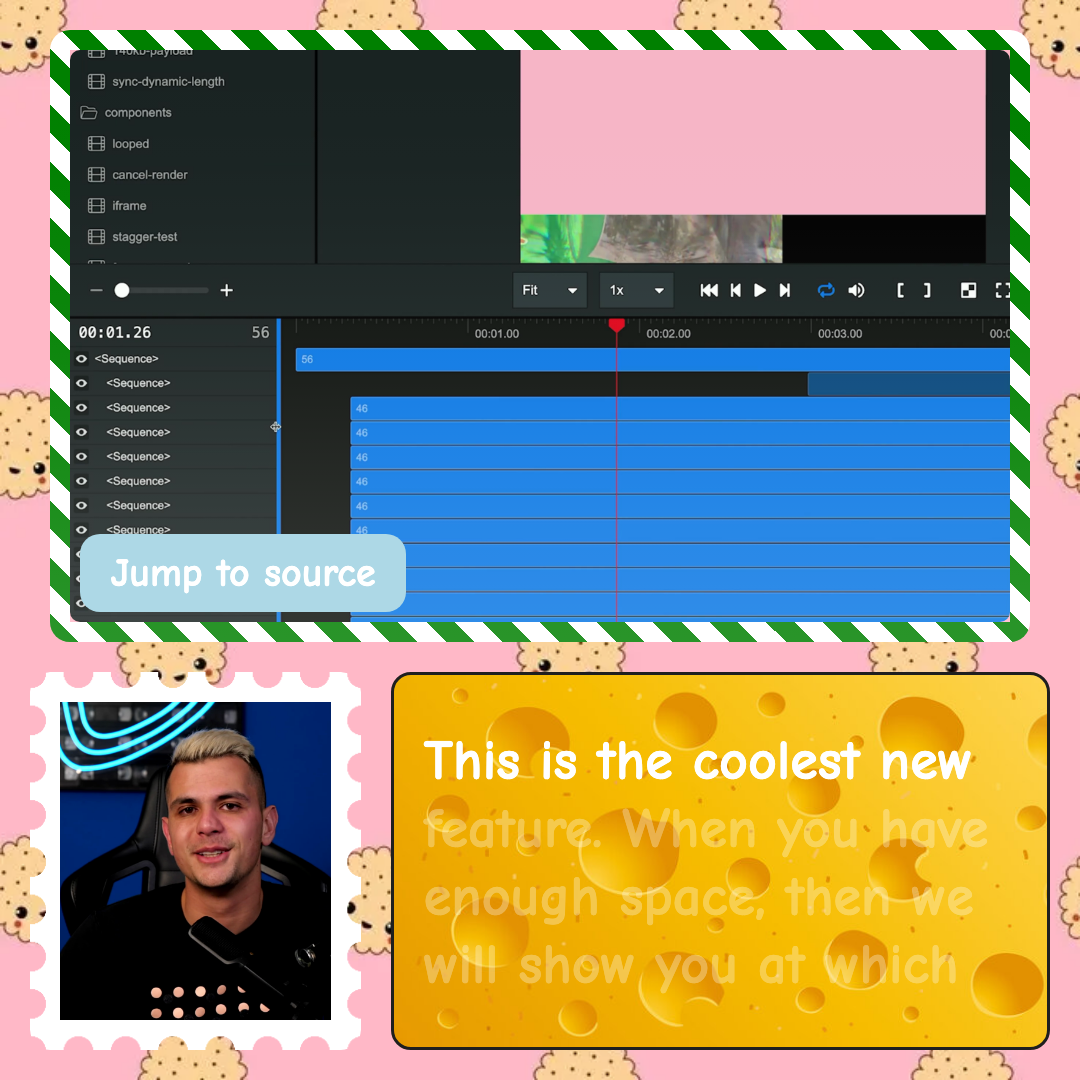 140kb-payload
sync-dynamic-length
components
looped
cancel-render
iframe
stagger-test
Fit
1x
00:01.26 56
00:01.00 00:02.00 00:03.00
<Sequence> 56
<Sequence>
<Sequence> 46
<Sequence> 46
<Sequence> 46
<Sequence> 46
<Sequence> 46
<Sequence> 46
Jump to source
This is the coolest new
feature. When you have
enough space, then we
will show you at which